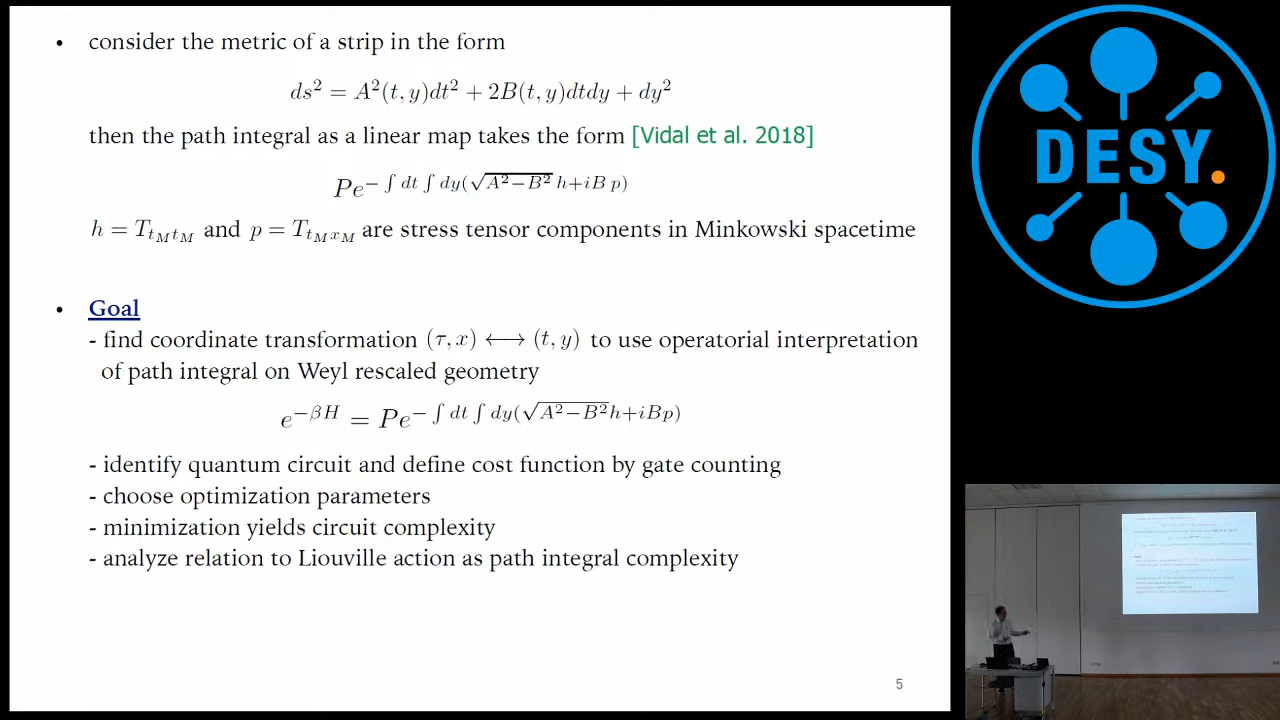 • consider the metric of a strip in the form
ds² = A²(t, y)dt² + 2B(t, y)dtdy + dy²
then the path integral as a linear map takes the form [Vidal et al. 2018]
Pe^{−∫ dt ∫ dy(√(A²−B²) h+iB p)}
h = T_{t_M t_M} and p = T_{t_M x_M} are stress tensor components in Minkowski spacetime
• Goal
- find coordinate transformation (τ, x) ⟷ (t, y) to use operatorial interpretation
of path integral on Weyl rescaled geometry
e^{−βH} = Pe^{−∫ dt ∫ dy(√(A²−B²)h+iBp)}
- identify quantum circuit and define cost function by gate counting
- choose optimization parameters
- minimization yields circuit complexity
- analyze relation to Liouville action as path integral complexity
5
DESY.